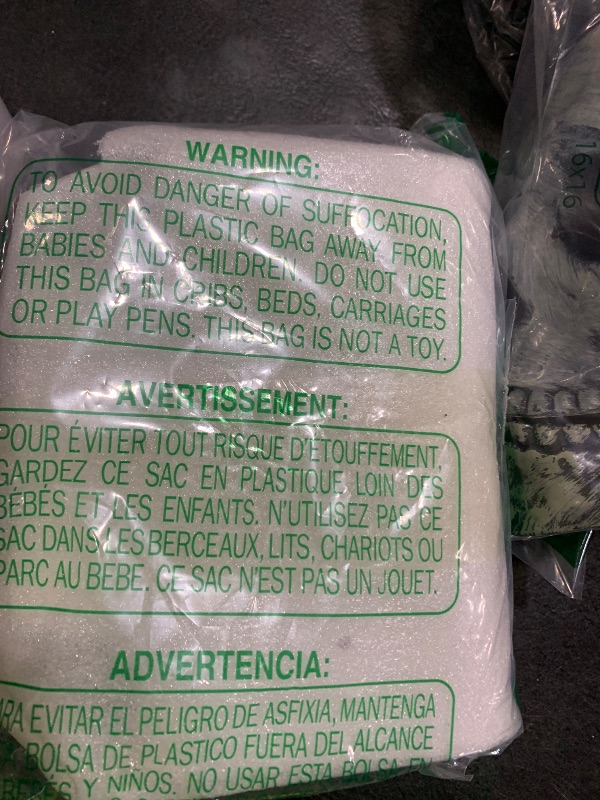 WARNING:
TO AVOID DANGER OF SUFFOCATION,
KEEP THIS PLASTIC BAG AWAY FROM
BABIES AND CHILDREN. DO NOT USE
THIS BAG IN CRIBS, BEDS, CARRIAGES
OR PLAY PENS. THIS BAG IS NOT A TOY.
AVERTISSEMENT:
POUR ÉVITER TOUT RISQUE D'ÉTOUFFEMENT,
GARDEZ CE SAC EN PLASTIQUE LOIN DES
BÉBÉS ET LES ENFANTS. N'UTILISEZ PAS CE
SAC DANS LES BERCEAUX, LITS, CHARIOTS OU
PARC AU BEBE. CE SAC N'EST PAS UN JOUET.
ADVERTENCIA:
RA EVITAR EL PELIGRO DE ASFIXIA, MANTENGA
BOLSA DE PLASTICO FUERA DEL ALCANCE
BEBÉS Y NIÑOS. NO USAR ESTA BOLSA EN
16x16